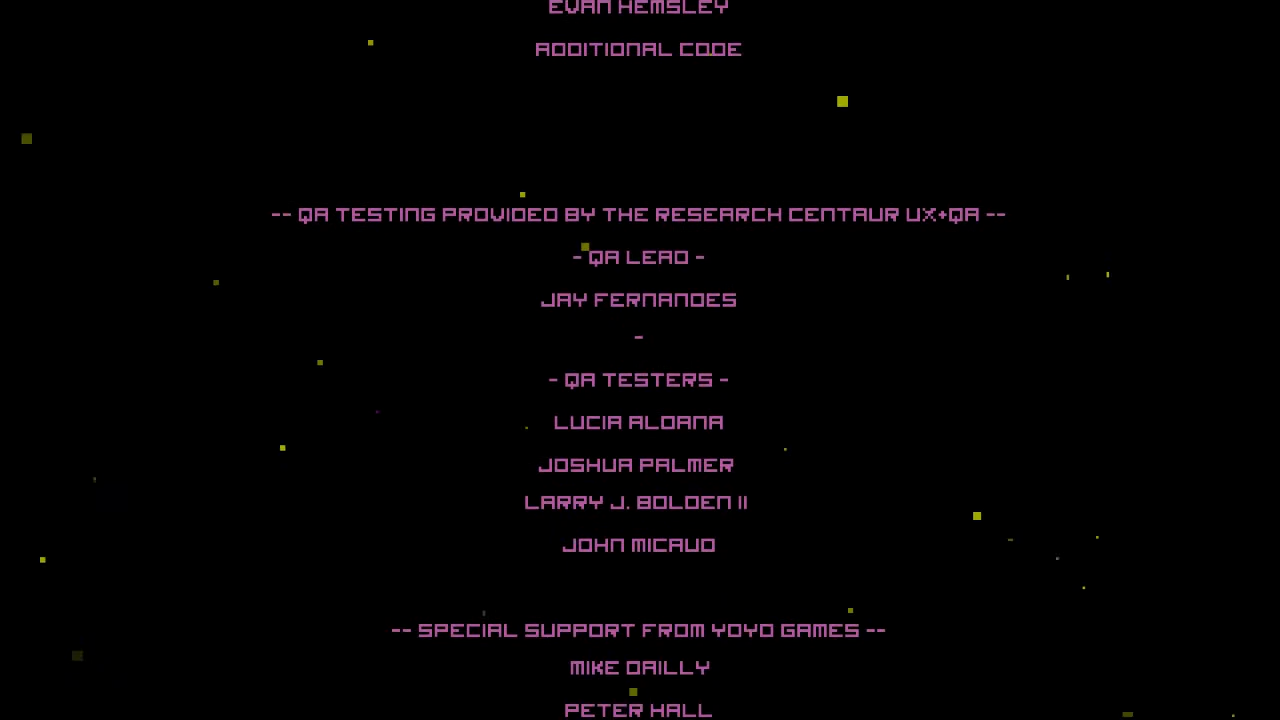 EVAN HEMSLEY
ADDITIONAL CODE
-- QA TESTING PROVIDED BY THE RESEARCH CENTAUR UX+QA --
- QA LEAD -
JAY FERNANDES
-
- QA TESTERS -
LUCIA ALDANA
JOSHUA PALMER
LARRY J. BOLDEN II
JOHN MICAUD
-- SPECIAL SUPPORT FROM YOYO GAMES --
MIKE DAILLY
PETER HALL